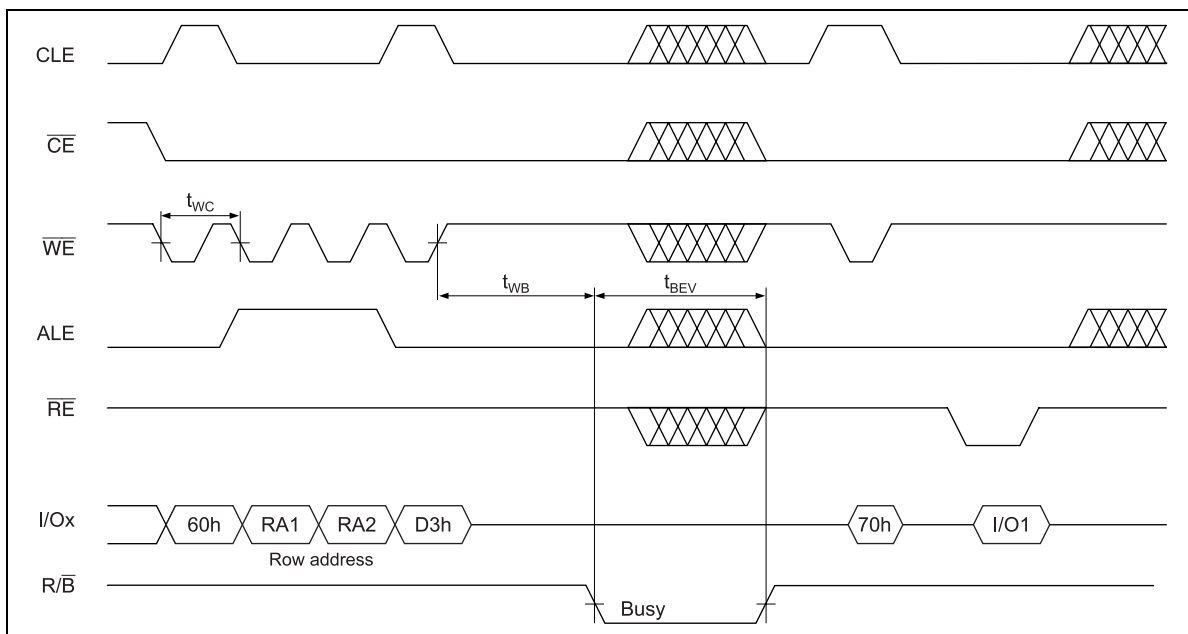 CLE
CE
tWC
WE
tWB
tBEV
ALE
RE
I/Ox
60h RA1 RA2 D3h 70h I/O1
Row address
R/B
Busy